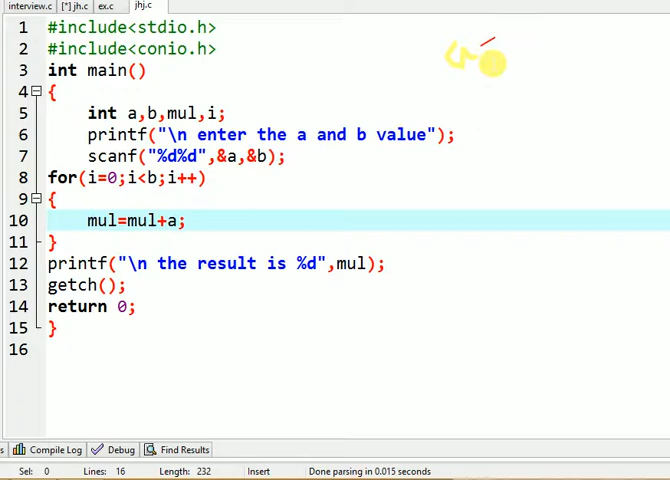 interview.c [*] jh.c ex.c jhj.c
1 #include<stdio.h>
2 #include<conio.h>
3 int main()
4 {
5 int a,b,mul,i;
6 printf("\n enter the a and b value");
7 scanf("%d%d",&a,&b);
8 for(i=0;i<b;i++)
9 {
10 mul=mul+a;
11 }
12 printf("\n the result is %d",mul);
13 getch();
14 return 0;
15 }
16
s Compile Log Debug Find Results
Sel: 0 Lines: 16 Length: 232 Insert Done parsing in 0.015 seconds